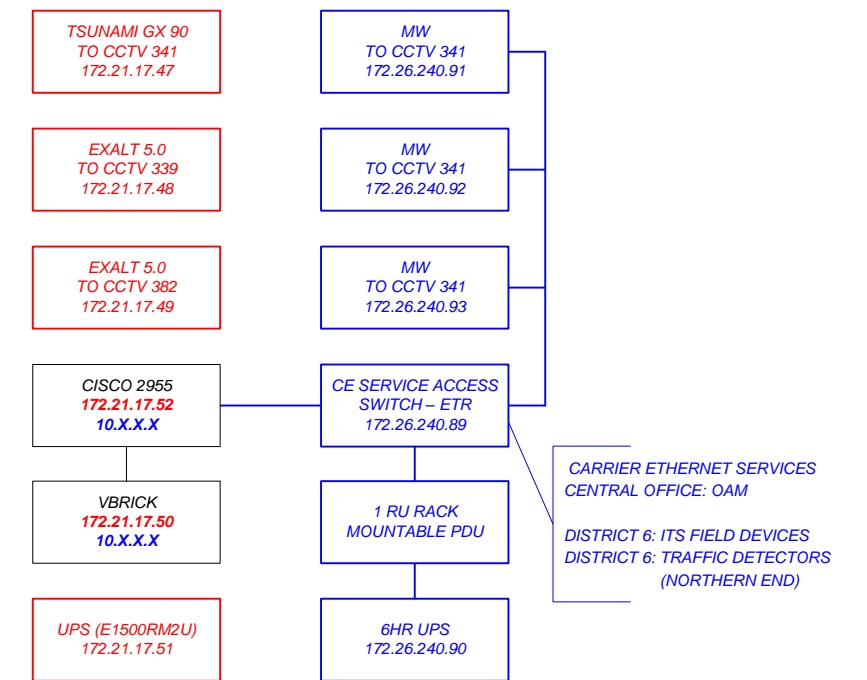 TSUNAMI GX 90
TO CCTV 341
172.21.17.47
MW
TO CCTV 341
172.26.240.91
EXALT 5.0
TO CCTV 339
172.21.17.48
MW
TO CCTV 341
172.26.240.92
EXALT 5.0
TO CCTV 382
172.21.17.49
MW
TO CCTV 341
172.26.240.93
CISCO 2955
172.21.17.52
10.X.X.X
CE SERVICE ACCESS
SWITCH – ETR
172.26.240.89
CARRIER ETHERNET SERVICES
CENTRAL OFFICE: OAM
DISTRICT 6: ITS FIELD DEVICES
DISTRICT 6: TRAFFIC DETECTORS
(NORTHERN END)
VBRICK
172.21.17.50
10.X.X.X
1 RU RACK
MOUNTABLE PDU
UPS (E1500RM2U)
172.21.17.51
6HR UPS
172.26.240.90